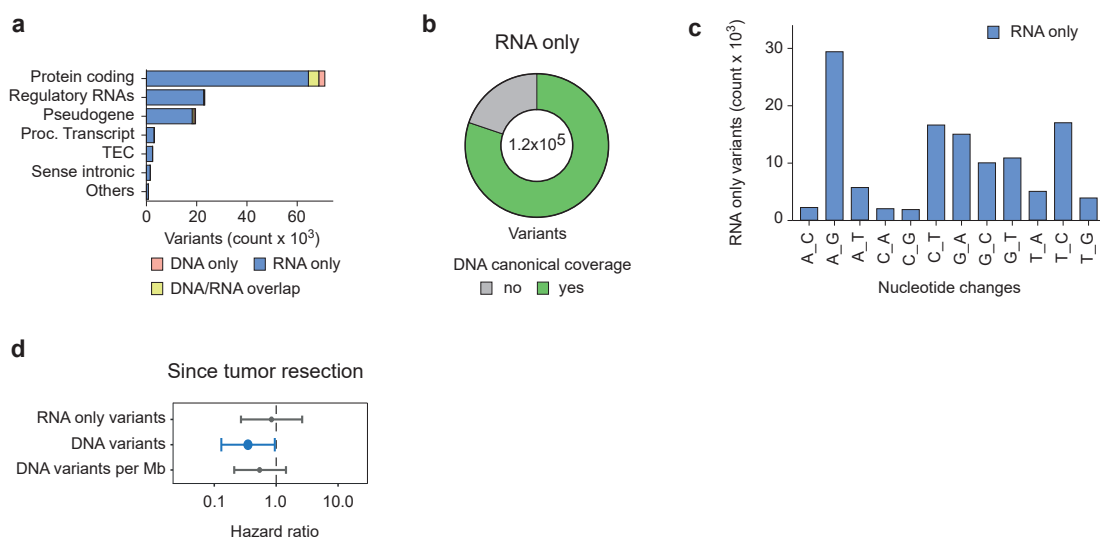 a
Protein coding
Regulatory RNAs
Pseudogene
Proc. Transcript
TEC
Sense intronic
Others
0 20 40 60
Variants (count x 10³)
DNA only RNA only
DNA/RNA overlap
b
RNA only
1.2x10⁵
Variants
DNA canonical coverage
no yes
c
RNA only variants (count x 10³)
30
20
10
0
RNA only
A_C A_G A_T C_A C_G C_T G_A G_C G_T T_A T_C T_G
Nucleotide changes
d
Since tumor resection
RNA only variants
DNA variants
DNA variants per Mb
0.1 1.0 10.0
Hazard ratio